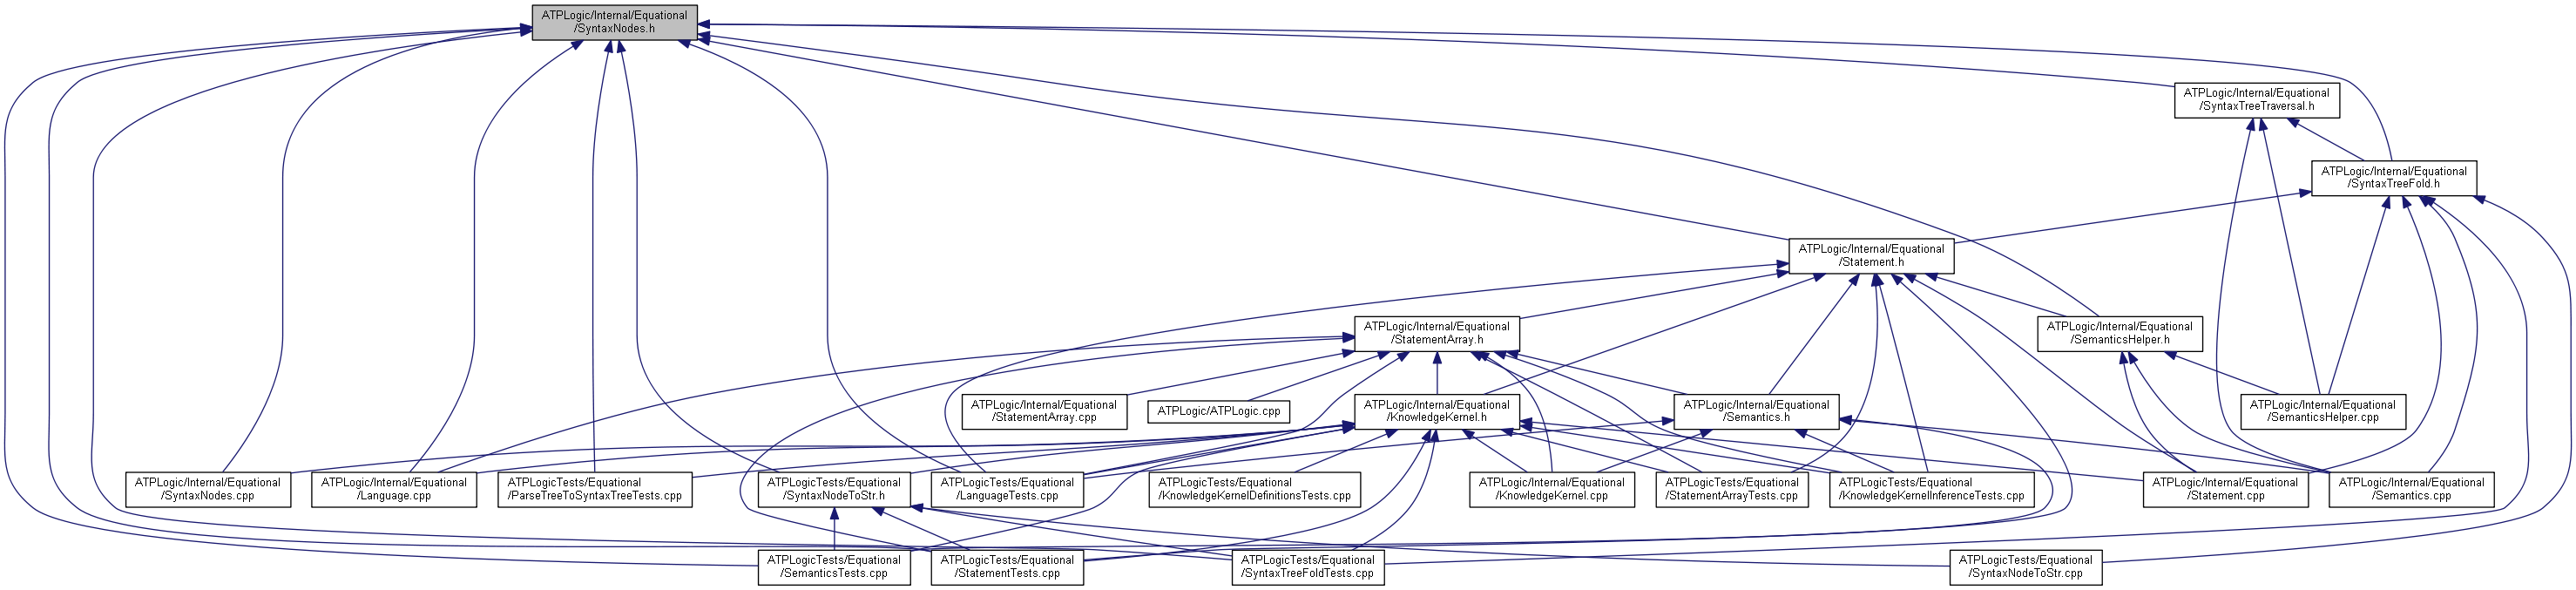 ATPLogic/Internal/Equational
/SyntaxNodes.h
ATPLogic/Internal/Equational
/SyntaxTreeTraversal.h
ATPLogic/Internal/Equational
/SyntaxTreeFold.h
ATPLogic/Internal/Equational
/Statement.h
ATPLogic/Internal/Equational
/StatementArray.h
ATPLogic/Internal/Equational
/SemanticsHelper.h
ATPLogic/Internal/Equational
/StatementArray.cpp
ATPLogic/ATPLogic.cpp
ATPLogic/Internal/Equational
/KnowledgeKernel.h
ATPLogic/Internal/Equational
/Semantics.h
ATPLogic/Internal/Equational
/SemanticsHelper.cpp
ATPLogic/Internal/Equational
/SyntaxNodes.cpp
ATPLogic/Internal/Equational
/Language.cpp
ATPLogicTests/Equational
/ParseTreeToSyntaxTreeTests.cpp
ATPLogicTests/Equational
/SyntaxNodeToStr.h
ATPLogicTests/Equational
/LanguageTests.cpp
ATPLogicTests/Equational
/KnowledgeKernelDefinitionsTests.cpp
ATPLogic/Internal/Equational
/KnowledgeKernel.cpp
ATPLogicTests/Equational
/StatementArrayTests.cpp
ATPLogicTests/Equational
/KnowledgeKernelInferenceTests.cpp
ATPLogic/Internal/Equational
/Statement.cpp
ATPLogic/Internal/Equational
/Semantics.cpp
ATPLogicTests/Equational
/SemanticsTests.cpp
ATPLogicTests/Equational
/StatementTests.cpp
ATPLogicTests/Equational
/SyntaxTreeFoldTests.cpp
ATPLogicTests/Equational
/SyntaxNodeToStr.cpp